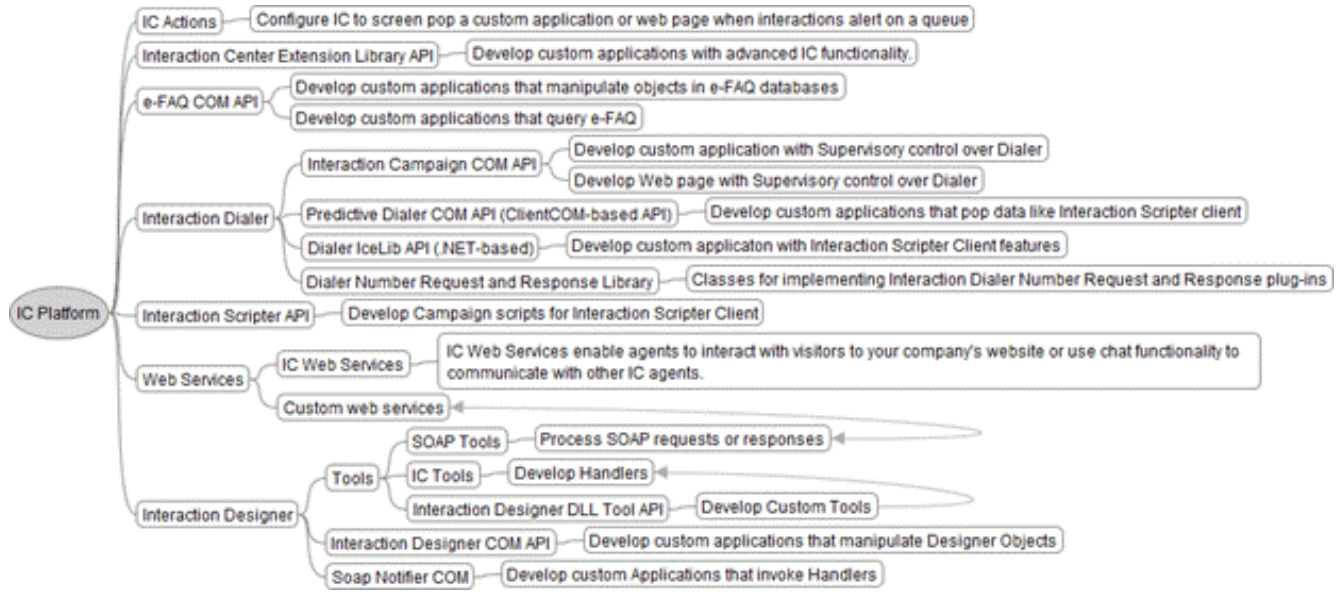 IC Actions
Configure IC to screen pop a custom application or web page when interactions alert on a queue
Interaction Center Extension Library API
Develop custom applications with advanced IC functionality.
e-FAQ COM API
Develop custom applications that manipulate objects in e-FAQ databases
Develop custom applications that query e-FAQ
Interaction Dialer
Interaction Campaign COM API
Develop custom application with Supervisory control over Dialer
Develop Web page with Supervisory control over Dialer
Predictive Dialer COM API (ClientCOM-based API)
Develop custom applications that pop data like Interaction Scripter client
Dialer IceLib API (.NET-based)
Develop custom applicaton with Interaction Scripter Client features
Dialer Number Request and Response Library
Classes for implementing Interaction Dialer Number Request and Response plug-ins
IC Platform
Interaction Scripter API
Develop Campaign scripts for Interaction Scripter Client
Web Services
IC Web Services
IC Web Services enable agents to interact with visitors to your company's website or use chat functionality to
communicate with other IC agents.
Custom web services
Interaction Designer
Tools
SOAP Tools
Process SOAP requests or responses
IC Tools
Develop Handlers
Interaction Designer DLL Tool API
Develop Custom Tools
Interaction Designer COM API
Develop custom applications that manipulate Designer Objects
Soap Notifier COM
Develop custom Applications that invoke Handlers